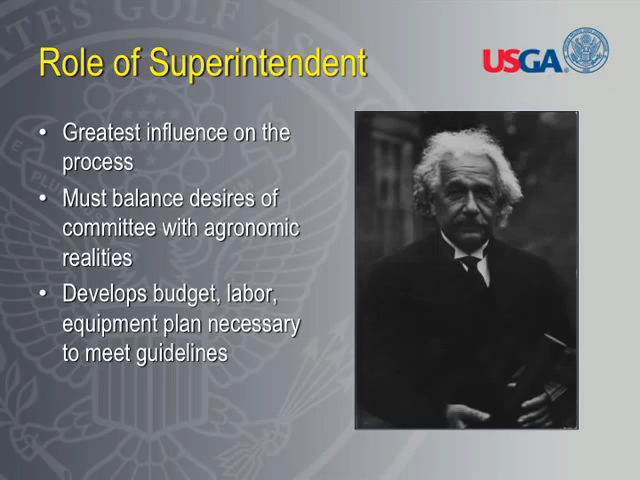 Role of Superintendent
USGA®
• Greatest influence on the
process
• Must balance desires of
committee with agronomic
realities
• Develops budget, labor,
equipment plan necessary
to meet guidelines